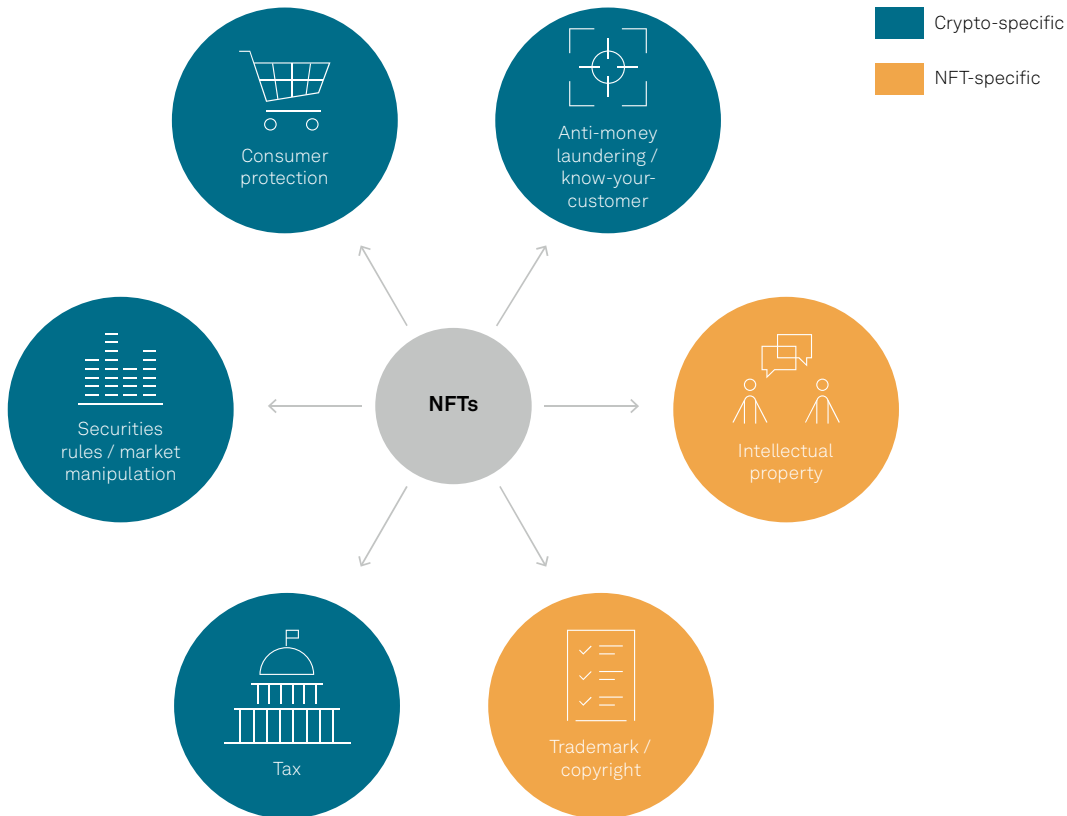 Crypto-specific
NFT-specific
Consumer
protection
Anti-money
laundering /
know-your-
customer
Securities
rules / market
manipulation
NFTs
Intellectual
property
Tax
Trademark /
copyright